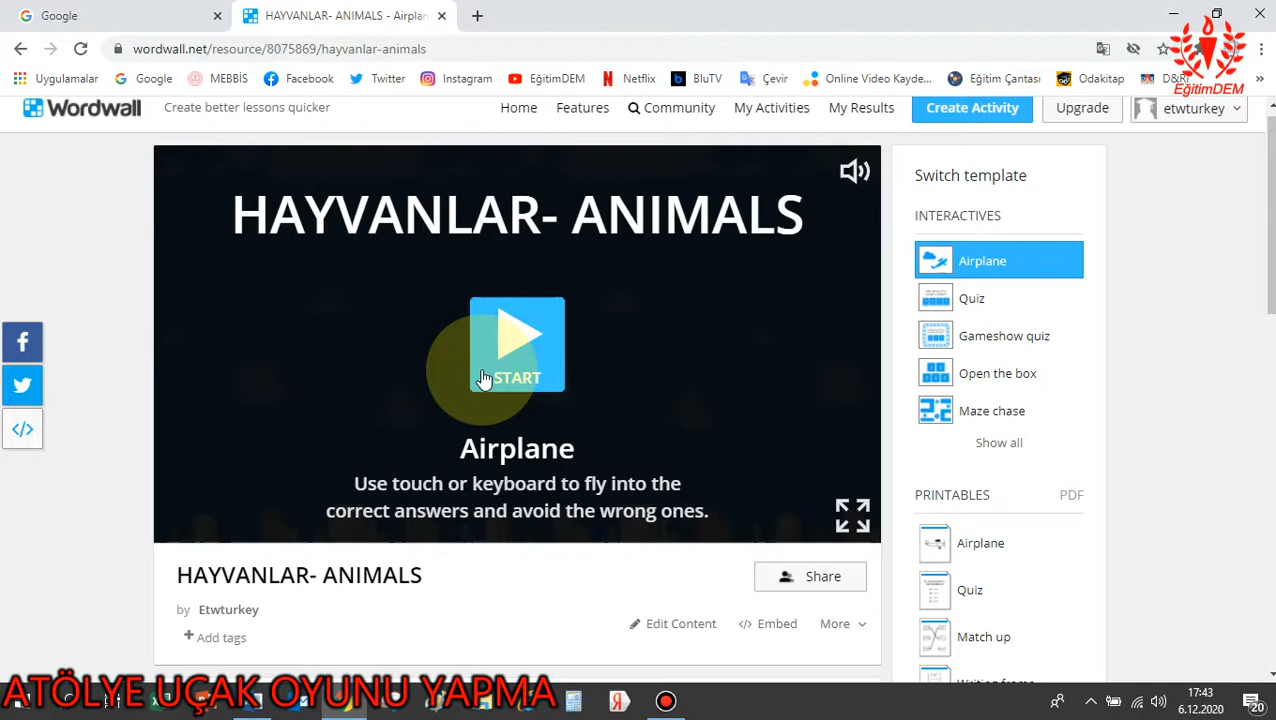 Google
HAYVANLAR- ANIMALS - Airplan
wordwall.net/resource/8075869/hayvanlar-animals
Uygulamalar
Google
MEBBİS
Facebook
Twitter
Instagram
EğitimDEM
Netflix
BluTV
Çevir
Online Video Kayde...
Eğitim Çantası
Odakitap
D&R
EğitimDEM
Wordwall
Create better lessons quicker
Home
Features
Community
My Activities
My Results
Create Activity
Upgrade
etwturkey
HAYVANLAR- ANIMALS
START
Airplane
Use touch or keyboard to fly into the
correct answers and avoid the wrong ones.
Switch template
INTERACTIVES
Airplane
Quiz
Gameshow quiz
Open the box
Maze chase
Show all
PRINTABLES
PDF
Airplane
Quiz
Match up
HAYVANLAR- ANIMALS
Share
by Etwturkey
Edit Content
Embed
More
Add tags
ATÖLYE UÇAK OYUNU YAPMA
17:43
6.12.2020
20